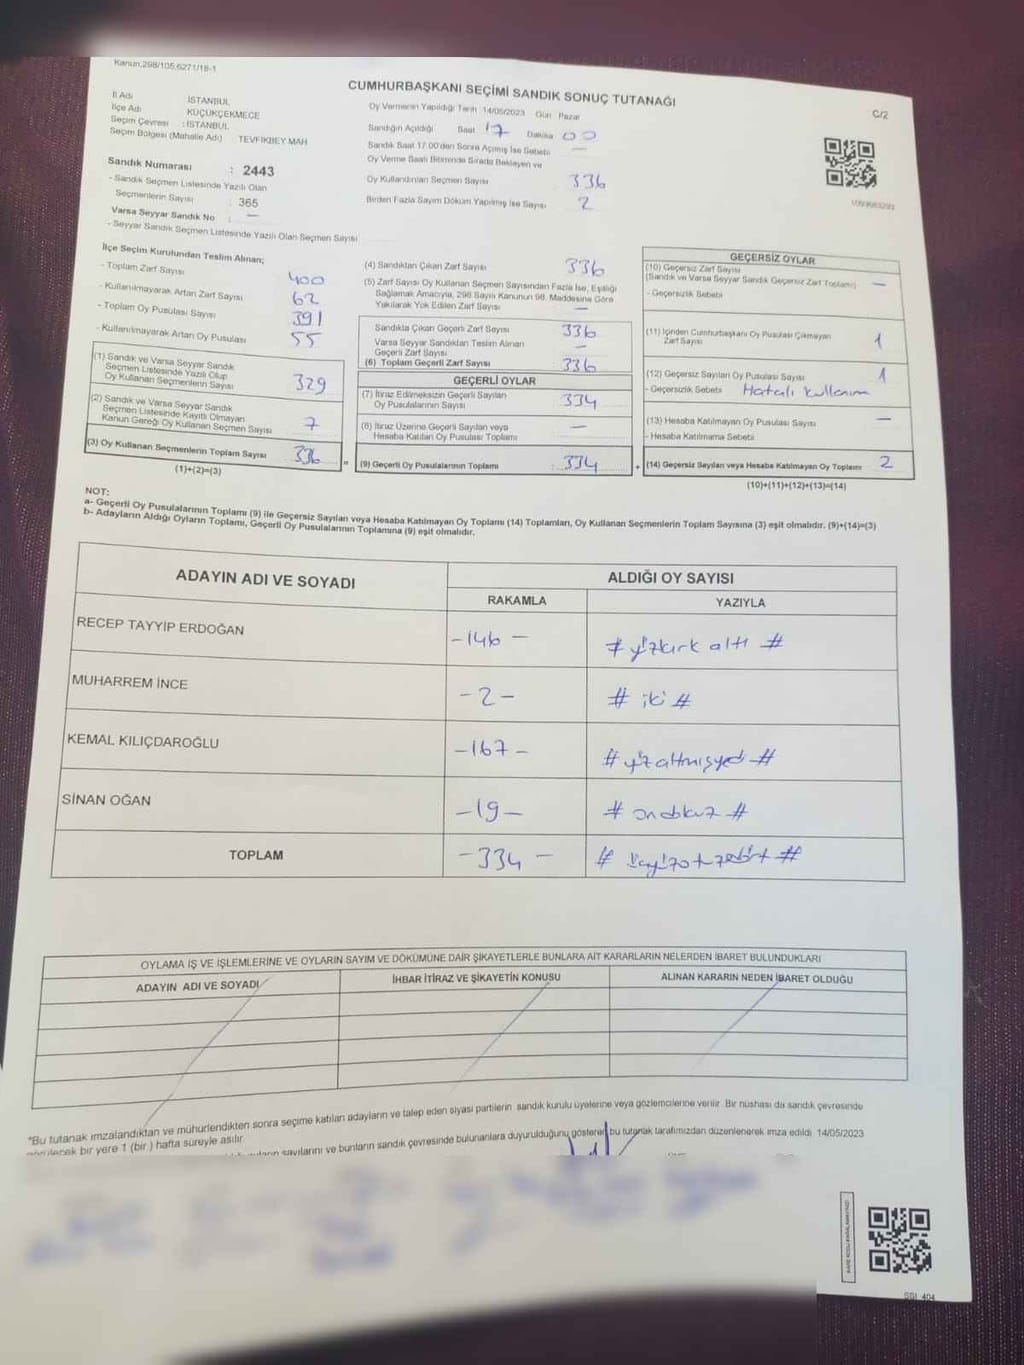 Kanun,298/105,6271/18-1
CUMHURBAŞKANI SEÇİMİ SANDIK SONUÇ TUTANAĞI
C/2
İl Adı İSTANBUL
İlçe Adı KÜÇÜKÇEKMECE
Seçim Çevresi : İSTANBUL
Seçim Bölgesi (Mahalle Adı) TEVFİKBEY MAH
Sandık Numarası : 2443
- Sandık Seçmen Listesinde Yazılı Olan
Seçmenlerin Sayısı : 365
Varsa Seyyar Sandık No : —
- Seyyar Sandık Seçmen Listesinde Yazılı Olan Seçmen Sayısı
Oy Vermenin Yapıldığı Tarih 14/05/2023 Gün Pazar
Sandığın Açıldığı Saat 17 Dakika 00
Sandık Saat 17.00'den Sonra Açılmış İse Sebebi —
Oy Verme Saati Bitiminde Sırada Bekleyen ve
Oy Kullandırılan Seçmen Sayısı 336
Birden Fazla Sayım Döküm Yapılmış İse Sayısı 2
İlçe Seçim Kurulundan Teslim Alınan;
- Toplam Zarf Sayısı 400
- Kullanılmayarak Artan Zarf Sayısı 62
- Toplam Oy Pusulası Sayısı 391
- Kullanılmayarak Artan Oy Pusulası 55
(1) Sandık ve Varsa Seyyar Sandık
Seçmen Listesinde Yazılı Olup
Oy Kullanan Seçmenlerin Sayısı 329
(2) Sandık ve Varsa Seyyar Sandık
Seçmen Listesinde Kayıtlı Olmayan
Kanun Gereği Oy Kullanan Seçmen Sayısı 7
(3) Oy Kullanan Seçmenlerin Toplam Sayısı 336 =
(1)+(2)=(3)
(4) Sandıktan Çıkan Zarf Sayısı 336
(5) Zarf Sayısı Oy Kullanan Seçmen Sayısından Fazla İse, Eşitliği
Sağlamak Amacıyla, 298 Sayılı Kanunun 98. Maddesine Göre
Yakılarak Yok Edilen Zarf Sayısı —
Sandıkta Çıkan Geçerli Zarf Sayısı 336
Varsa Seyyar Sandıktan Teslim Alınan
Geçerli Zarf Sayısı —
(6) Toplam Geçerli Zarf Sayısı 336
GEÇERLİ OYLAR
(7) İtiraz Edilmeksizin Geçerli Sayılan
Oy Pusulalarının Sayısı 334
(8) İtiraz Üzerine Geçerli Sayılan veya
Hesaba Katılan Oy Pusulası Toplamı —
(9) Geçerli Oy Pusulalarının Toplamı : 334 +
GEÇERSİZ OYLAR
(10) Geçersiz Zarf Sayısı
(Sandık ve Varsa Seyyar Sandık Geçersiz Zarf Toplamı) —
- Geçersizlik Sebebi
(11) İçinden Cumhurbaşkanı Oy Pusulası Çıkmayan
Zarf Sayısı 1
(12) Geçersiz Sayılan Oy Pusulası Sayısı 1
- Geçersizlik Sebebi Hatalı kullanım
(13) Hesaba Katılmayan Oy Pusulası Sayısı —
- Hesaba Katılmama Sebebi
(14) Geçersiz Sayılan veya Hesaba Katılmayan Oy Toplamı 2
(10)+(11)+(12)+(13)=(14)
NOT:
a- Geçerli Oy Pusulalarının Toplamı (9) ile Geçersiz Sayılan veya Hesaba Katılmayan Oy Toplamı (14) Toplamları, Oy Kullanan Seçmenlerin Toplam Sayısına (3) eşit olmalıdır. (9)+(14)=(3)
b- Adayların Aldığı Oyların Toplamı, Geçerli Oy Pusulalarının Toplamına (9) eşit olmalıdır.
ADAYIN ADI VE SOYADI ALDIĞI OY SAYISI
RAKAMLA YAZIYLA
RECEP TAYYİP ERDOĞAN -146- # yüzkırk altı #
MUHARREM İNCE -2- # iki #
KEMAL KILIÇDAROĞLU -167- # yüzaltmışyedi #
SİNAN OĞAN -19- # ondokuz #
TOPLAM -334- # üçyüzotuzdört #
OYLAMA İŞ VE İŞLEMLERİNE VE OYLARIN SAYIM VE DÖKÜMÜNE DAİR ŞİKAYETLERLE BUNLARA AİT KARARLARIN NELERDEN İBARET BULUNDUKLARI
ADAYIN ADI VE SOYADI İHBAR İTİRAZ VE ŞİKAYETİN KONUSU ALINAN KARARIN NEDEN İBARET OLDUĞU
*Bu tutanak imzalandıktan ve mühürlendikten sonra seçime katılan adayların ve talep eden siyasi partilerin sandık kurulu üyelerine veya gözlemcilerine verilir. Bir nüshası da sandık çevresinde
görülecek bir yere 1 (bir ) hafta süreyle asılır.
sayılarını ve bunların sandık çevresinde bulunanlara duyurulduğunu gösteren bu tutanak tarafımızdan düzenlenerek imza edildi 14/05/2023